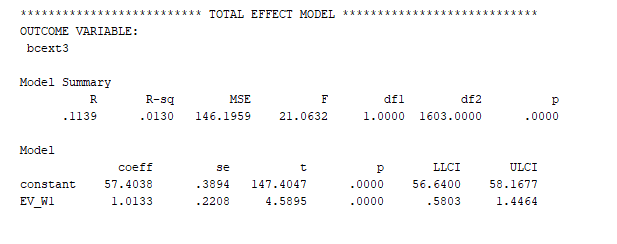 ************************** TOTAL EFFECT MODEL ****************************
OUTCOME VARIABLE:
bcext3
Model Summary
R R-sq MSE F df1 df2 p
.1139 .0130 146.1959 21.0632 1.0000 1603.0000 .0000
Model
coeff se t p LLCI ULCI
constant 57.4038 .3894 147.4047 .0000 56.6400 58.1677
EV_W1 1.0133 .2208 4.5895 .0000 .5803 1.4464